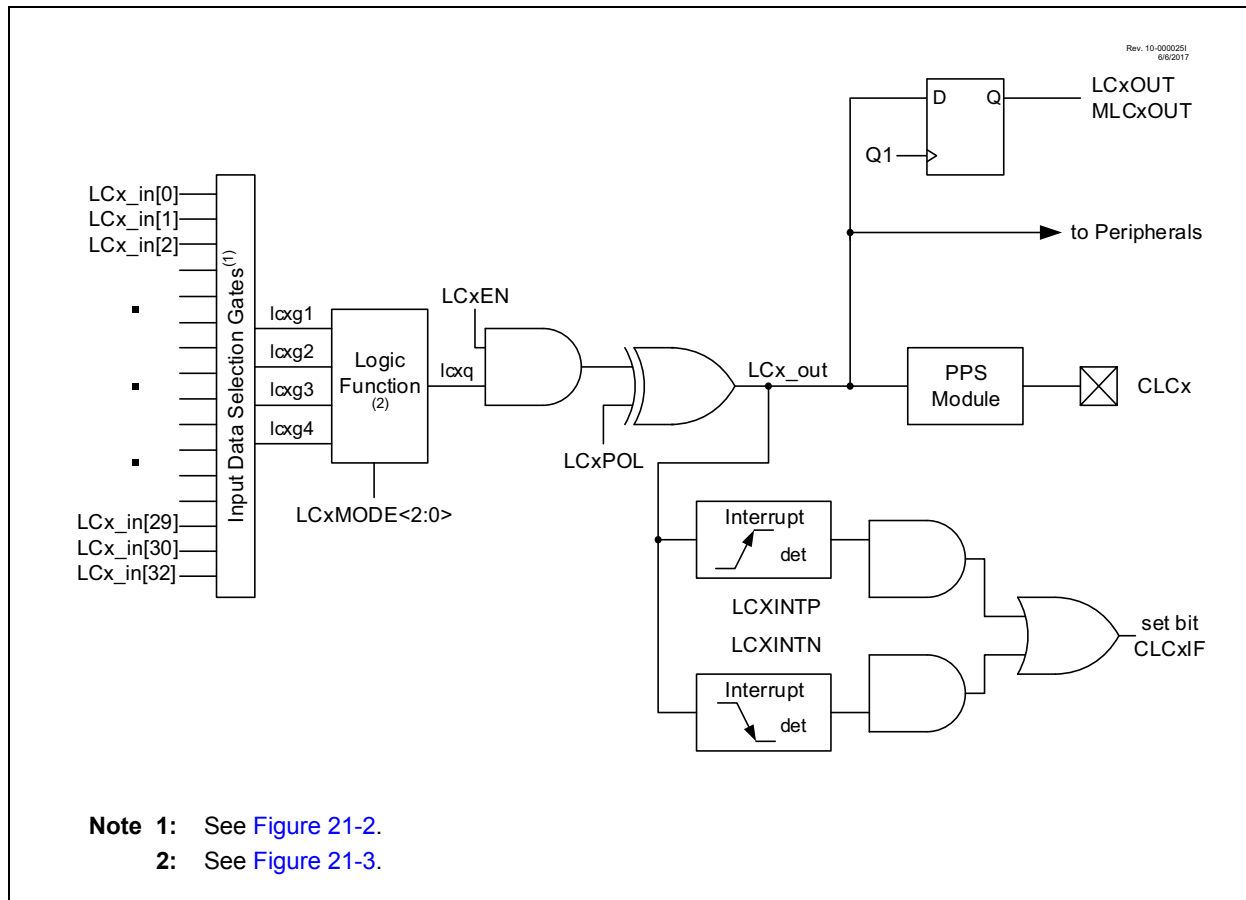 Rev. 10-000025I
6/6/2017
LCxOUT
MLCxOUT
D
Q
Q1
to Peripherals
LCx_in[0]
LCx_in[1]
LCx_in[2]
LCx_in[29]
LCx_in[30]
LCx_in[32]
Input Data Selection Gates(1)
lcxg1
lcxg2
lcxg3
lcxg4
Logic
Function
(2)
LCxMODE<2:0>
lcxq
LCxEN
LCxPOL
LCx_out
PPS
Module
CLCx
Interrupt
det
LCXINTP
LCXINTN
Interrupt
det
set bit
CLCxIF
Note 1: See Figure 21-2.
2: See Figure 21-3.